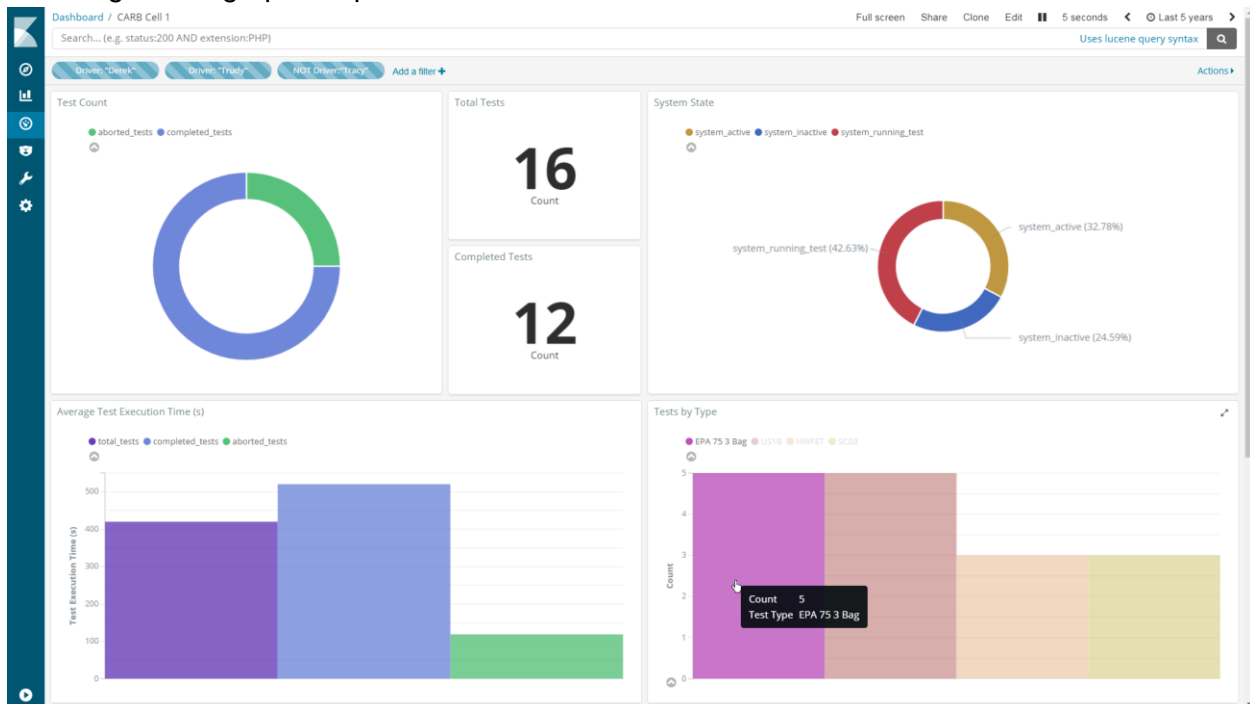 Dashboard / CARB Cell 1
Full screen Share Clone Edit 5 seconds Last 5 years
Search... (e.g. status:200 AND extension:PHP)
Uses lucene query syntax
Driver: "Derek" Driver: "Trudy" NOT Driver:"Tracy" Add a filter +
Actions
Test Count
aborted_tests completed_tests
Total Tests
16
Count
Completed Tests
12
Count
System State
system_active system_inactive system_running_test
system_active (32.78%)
system_running_test (42.63%)
system_inactive (24.59%)
Average Test Execution Time (s)
total_tests completed_tests aborted_tests
Test Execution Time (s)
500
400
300
200
100
0
Tests by Type
EPA 75 3 Bag US1B HWFET SC03
Count
5
4
3
2
1
0
Count 5
Test Type EPA 75 3 Bag